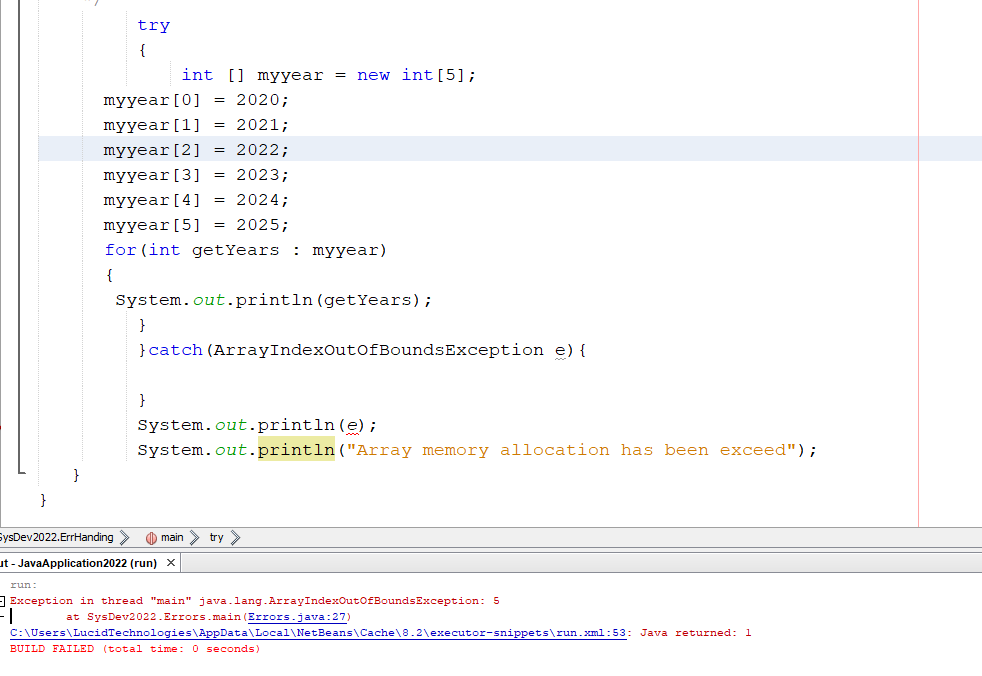 */
try
{
int [] myyear = new int[5];
myyear[0] = 2020;
myyear[1] = 2021;
myyear[2] = 2022;
myyear[3] = 2023;
myyear[4] = 2024;
myyear[5] = 2025;
for(int getYears : myyear)
{
System.out.println(getYears);
}
}catch(ArrayIndexOutOfBoundsException e){
}
System.out.println(e);
System.out.println("Array memory allocation has been exceed");
}
}
SysDev2022.ErrHanding main try
ut - JavaApplication2022 (run) ×
run:
Exception in thread "main" java.lang.ArrayIndexOutOfBoundsException: 5
at SysDev2022.Errors.main(Errors.java:27)
C:\Users\LucidTechnologies\AppData\Local\NetBeans\Cache\8.2\executor-snippets\run.xml:53: Java returned: 1
BUILD FAILED (total time: 0 seconds)